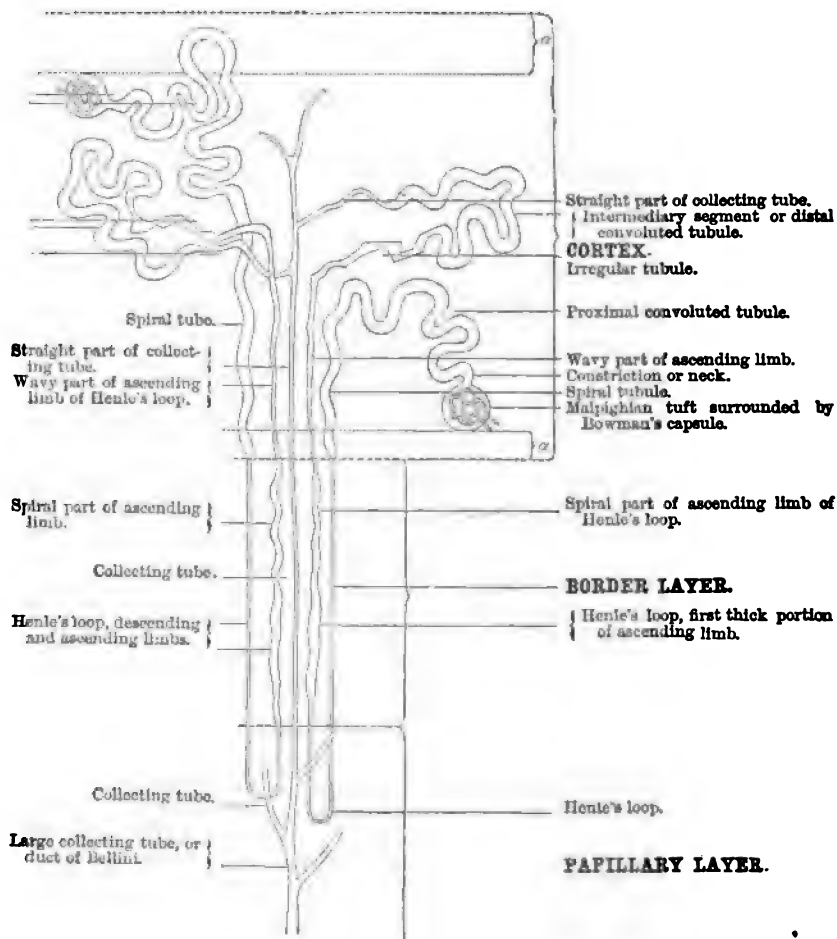 a
Straight part of collecting tube.
Intermediary segment or distal
convoluted tubule.
CORTEX.
Irregular tubule.
Spiral tube.
Proximal convoluted tubule.
Straight part of collect-
ing tube.
Wavy part of ascending
limb of Henle's loop.
Wavy part of ascending limb.
Constriction or neck.
Spiral tubule.
Malpighian tuft surrounded by
Bowman's capsule.
a
Spiral part of ascending
limb.
Spiral part of ascending limb of
Henle's loop.
Collecting tube.
BORDER LAYER.
Henle's loop, descending
and ascending limbs.
Henle's loop, first thick portion
of ascending limb.
Collecting tube.
Henle's loop.
Large collecting tube, or
duct of Bellini.
PAPILLARY LAYER.